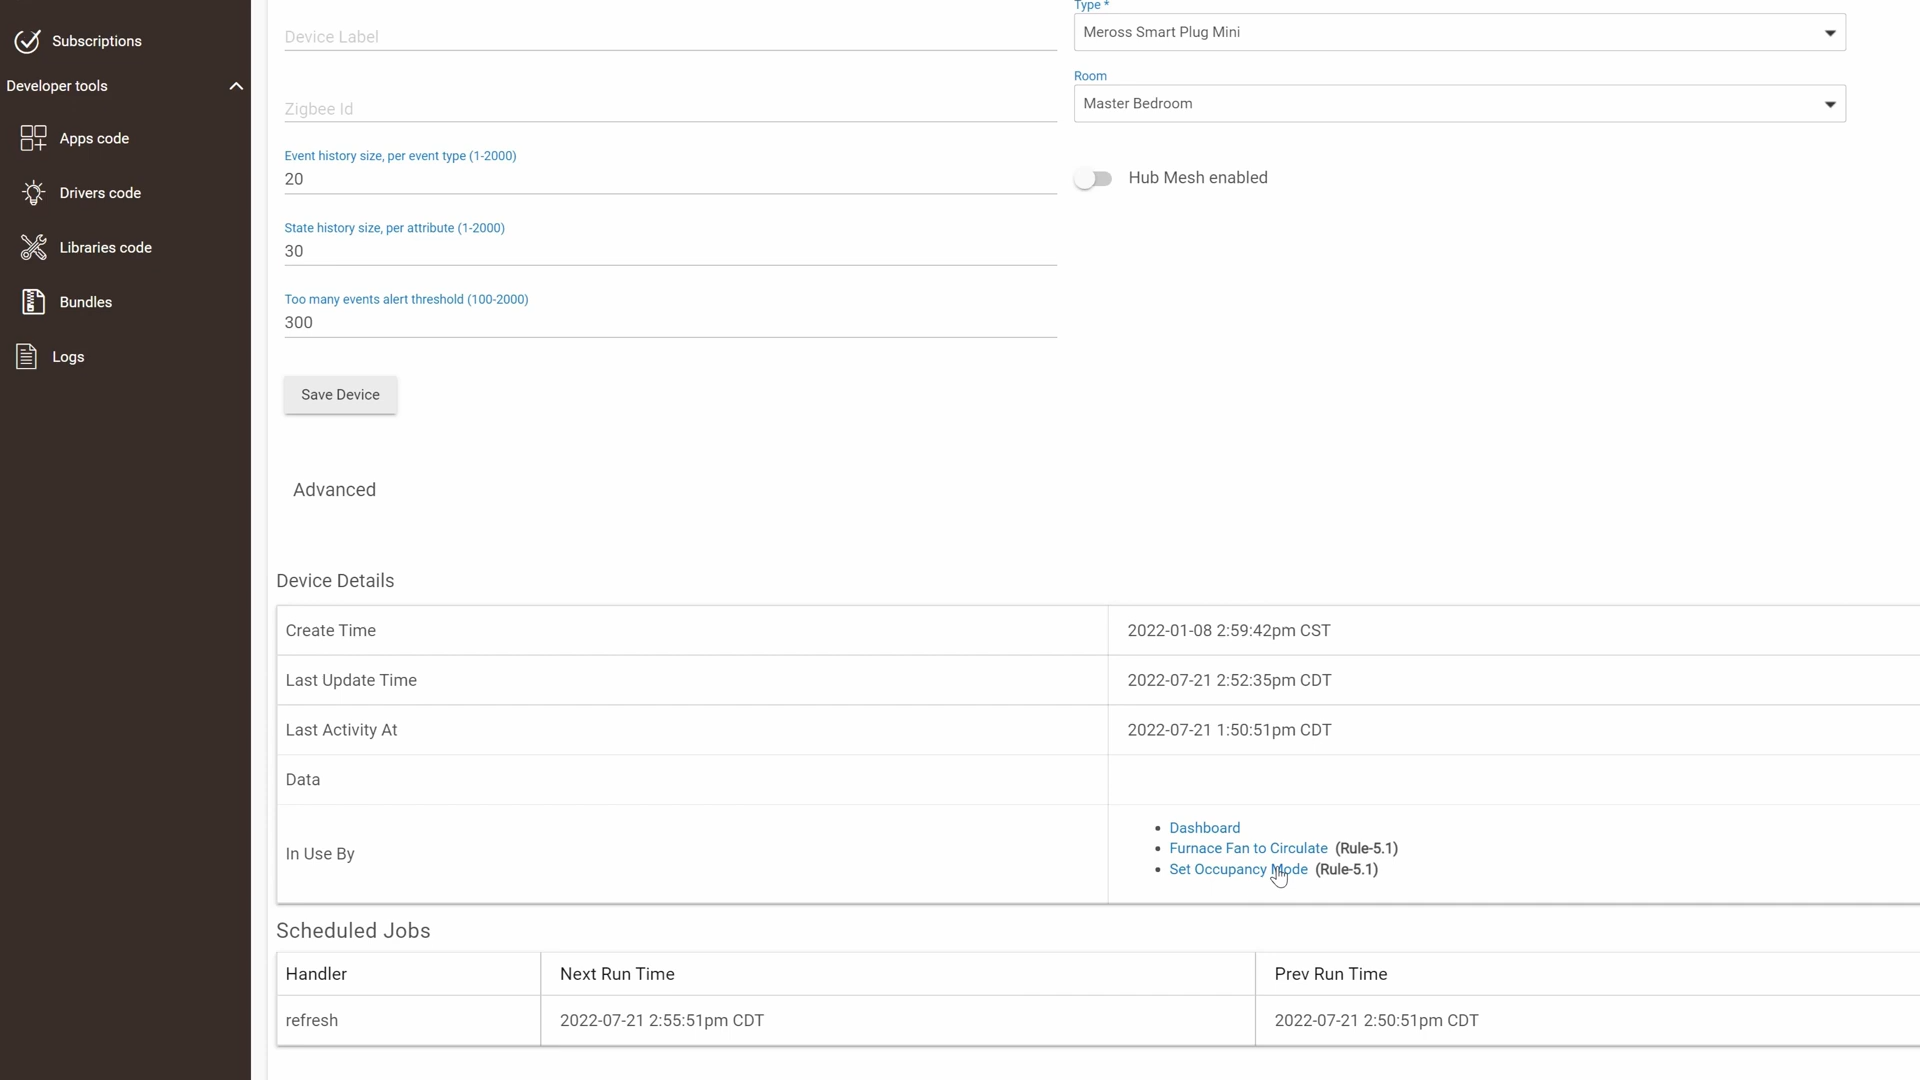 Subscriptions
Developer tools
Apps code
Drivers code
Libraries code
Bundles
Logs
Type *
Device Label
Meross Smart Plug Mini
Room
Zigbee Id
Master Bedroom
Event history size, per event type (1-2000)
20
Hub Mesh enabled
State history size, per attribute (1-2000)
30
Too many events alert threshold (100-2000)
300
Save Device
Advanced
Device Details
Create Time 2022-01-08 2:59:42pm CST
Last Update Time 2022-07-21 2:52:35pm CDT
Last Activity At 2022-07-21 1:50:51pm CDT
Data
In Use By
• Dashboard
• Furnace Fan to Circulate (Rule-5.1)
• Set Occupancy Mode (Rule-5.1)
Scheduled Jobs
Handler Next Run Time Prev Run Time
refresh 2022-07-21 2:55:51pm CDT 2022-07-21 2:50:51pm CDT